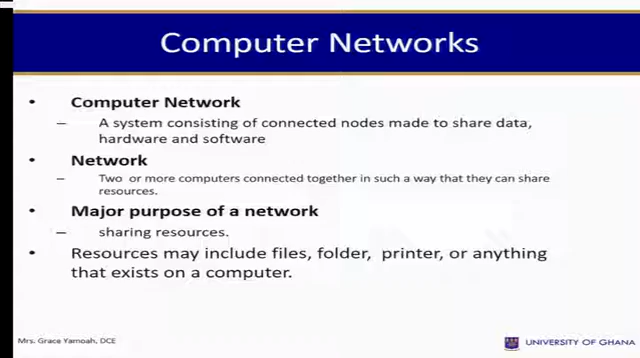 Computer Networks
• Computer Network
– A system consisting of connected nodes made to share data,
hardware and software
• Network
– Two or more computers connected together in such a way that they can share
resources.
• Major purpose of a network
– sharing resources.
• Resources may include files, folder, printer, or anything
that exists on a computer.
Mrs. Grace Yamoah, DCE
UNIVERSITY OF GHANA